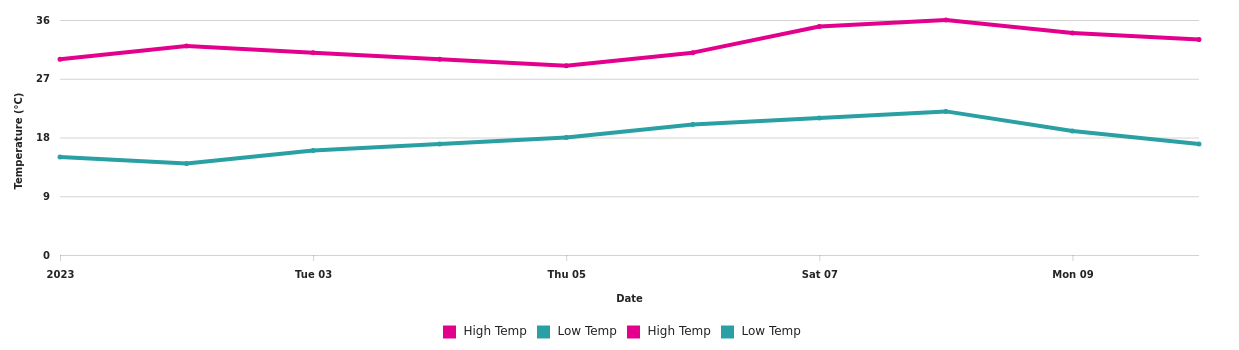 36
27
18
9
0
Temperature (°C)
2023 Tue 03 Thu 05 Sat 07 Mon 09
Date
High Temp Low Temp High Temp Low Temp